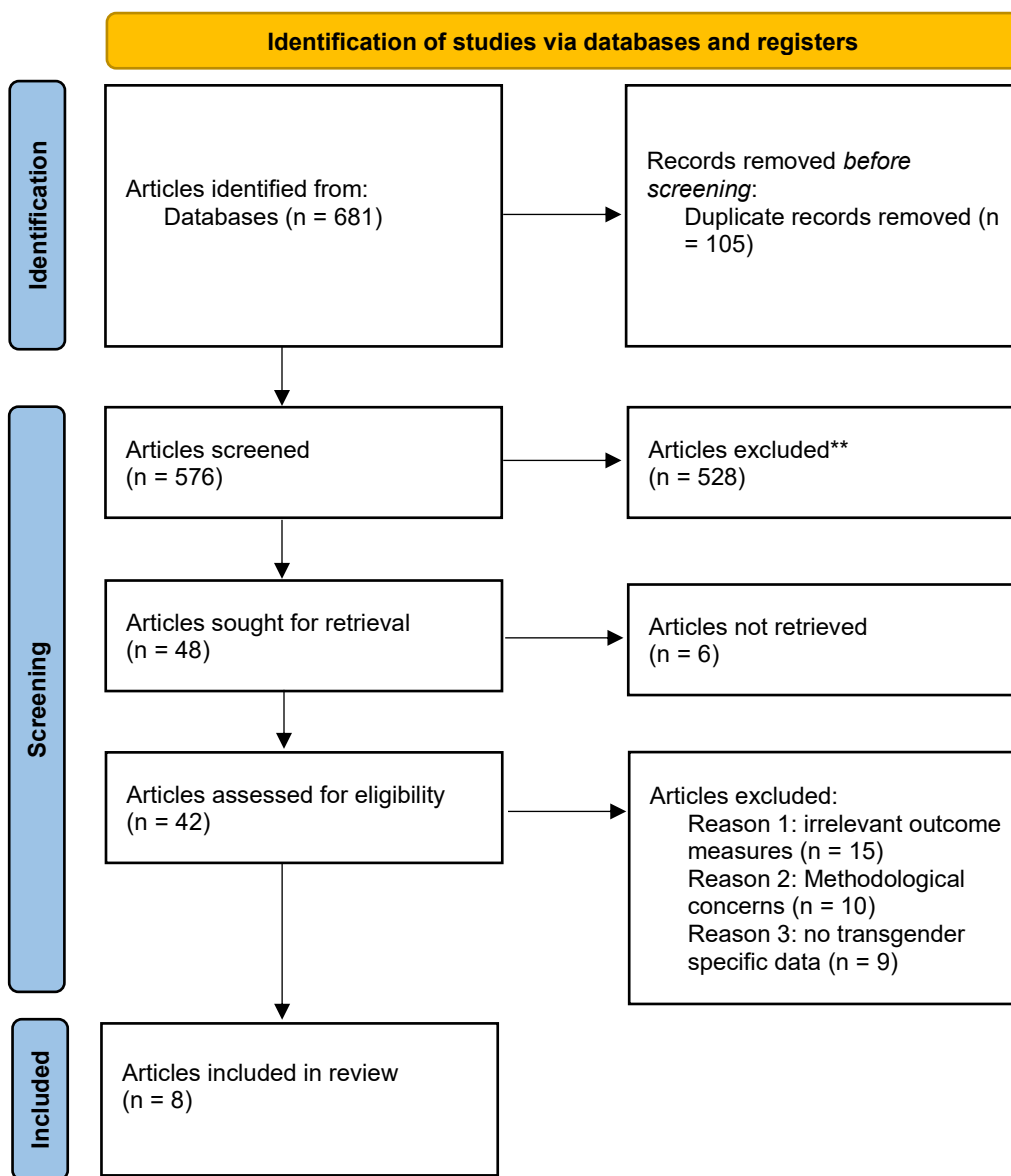 Identification of studies via databases and registers
Identification
Articles identified from:
Databases (n = 681)
Records removed before
screening:
Duplicate records removed (n
= 105)
Screening
Articles screened
(n = 576)
Articles excluded**
(n = 528)
Articles sought for retrieval
(n = 48)
Articles not retrieved
(n = 6)
Articles assessed for eligibility
(n = 42)
Articles excluded:
Reason 1: irrelevant outcome
measures (n = 15)
Reason 2: Methodological
concerns (n = 10)
Reason 3: no transgender
specific data (n = 9)
Included
Articles included in review
(n = 8)